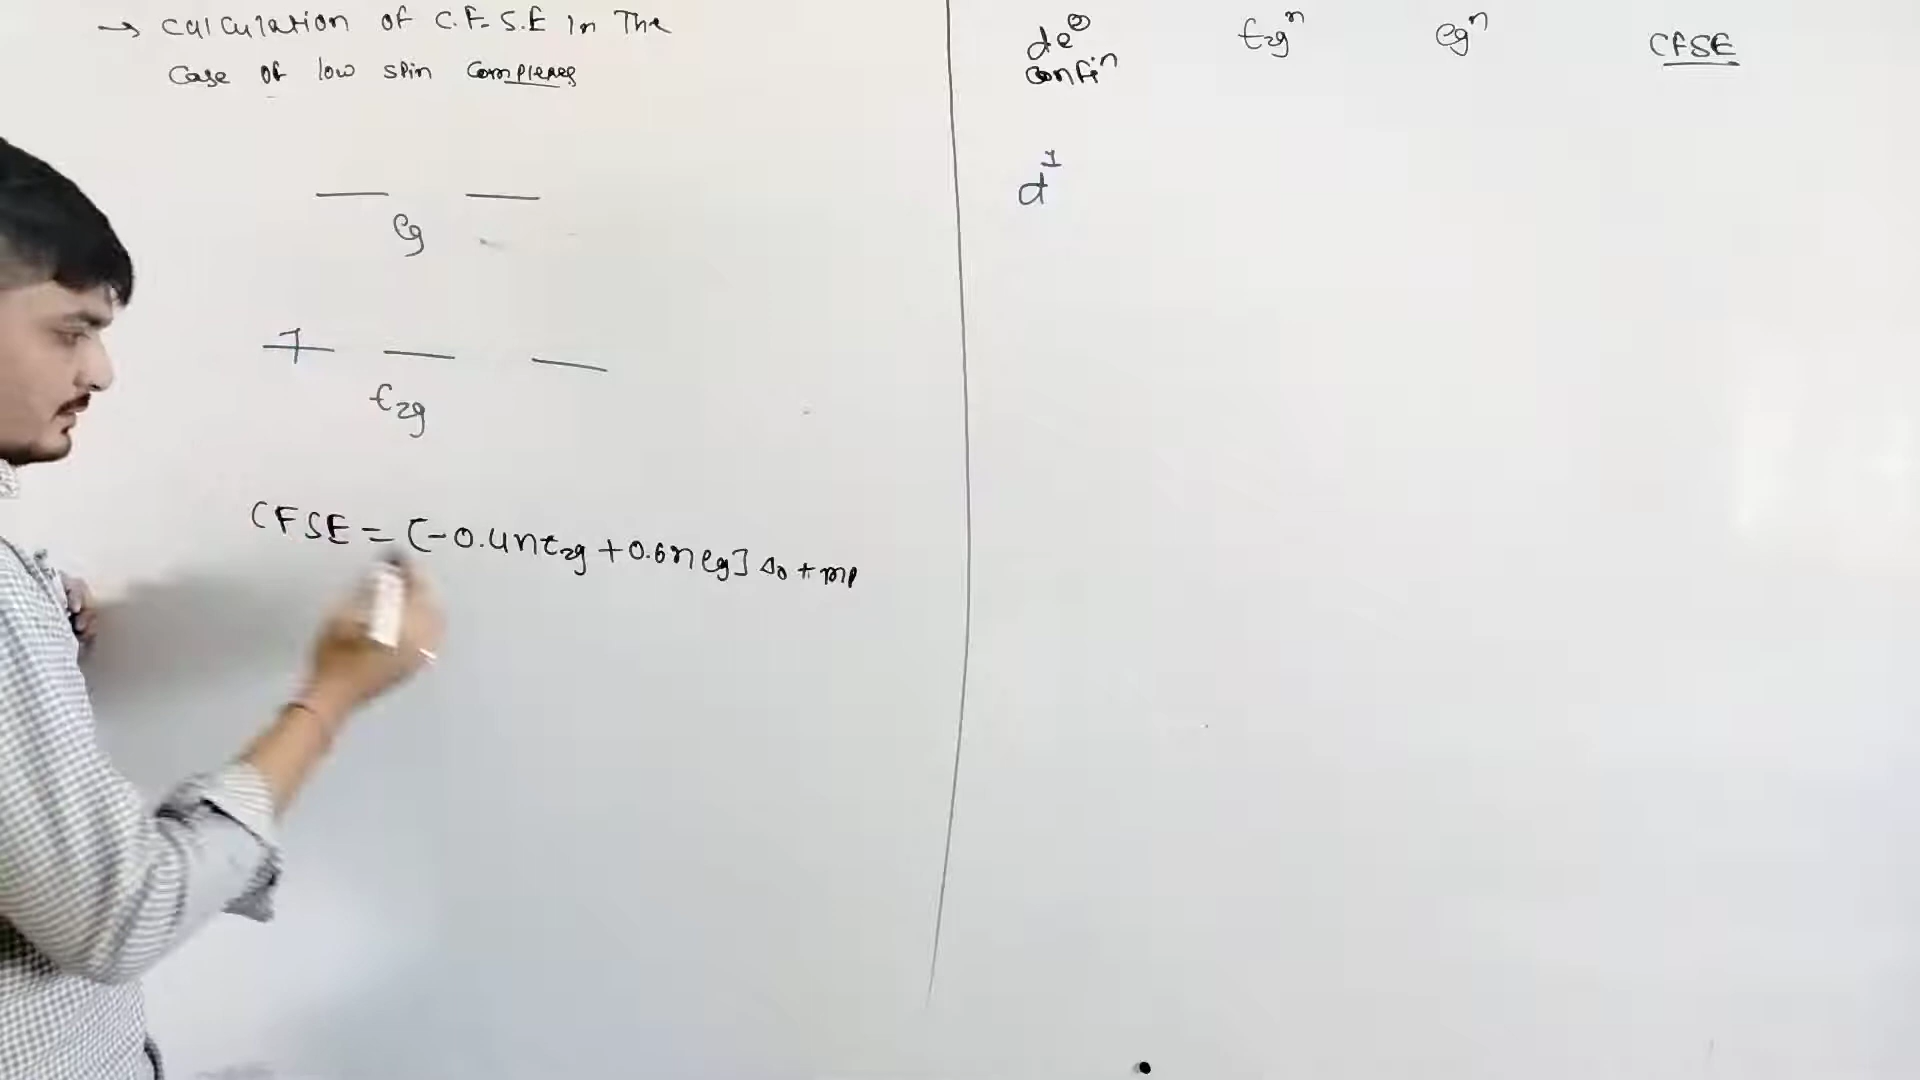 → Calculation of C.F.S.E In The
Case of low spin Complexes
eg
1
t2g
CFSE = [-0.4nt2g + 0.6neg] Δo + mp
de⊖ t2gⁿ egⁿ CFSE
confiⁿ
d¹